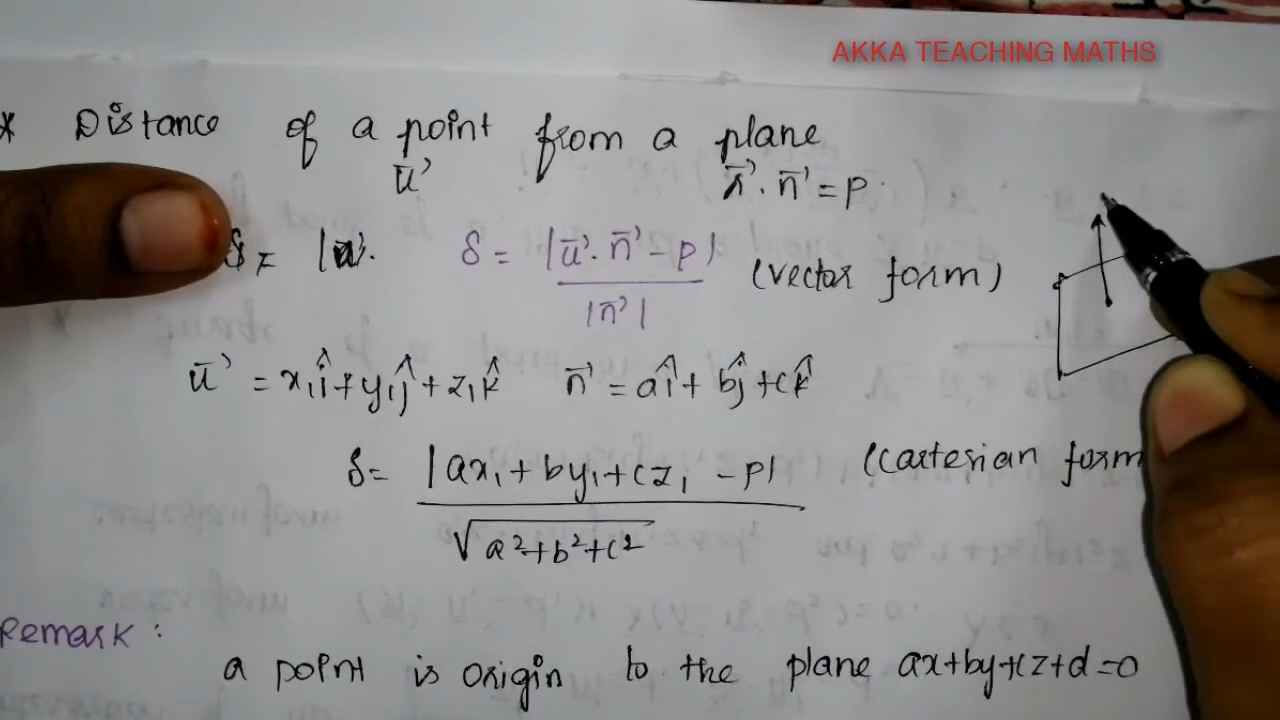 AKKA TEACHING MATHS
* Distance of a point from a plane
u⃗ r⃗ · n⃗ = p
δ = |u⃗. δ = |u⃗ · n⃗ - p| / |n⃗| (vector form)
u⃗ = x₁î + y₁ĵ + z₁k̂ n⃗ = aî + bĵ + ck̂
δ = |ax₁ + by₁ + cz₁ - p| / √a²+b²+c² (Cartesian form
Remark:
a point is origin to the plane ax+by+cz+d=0